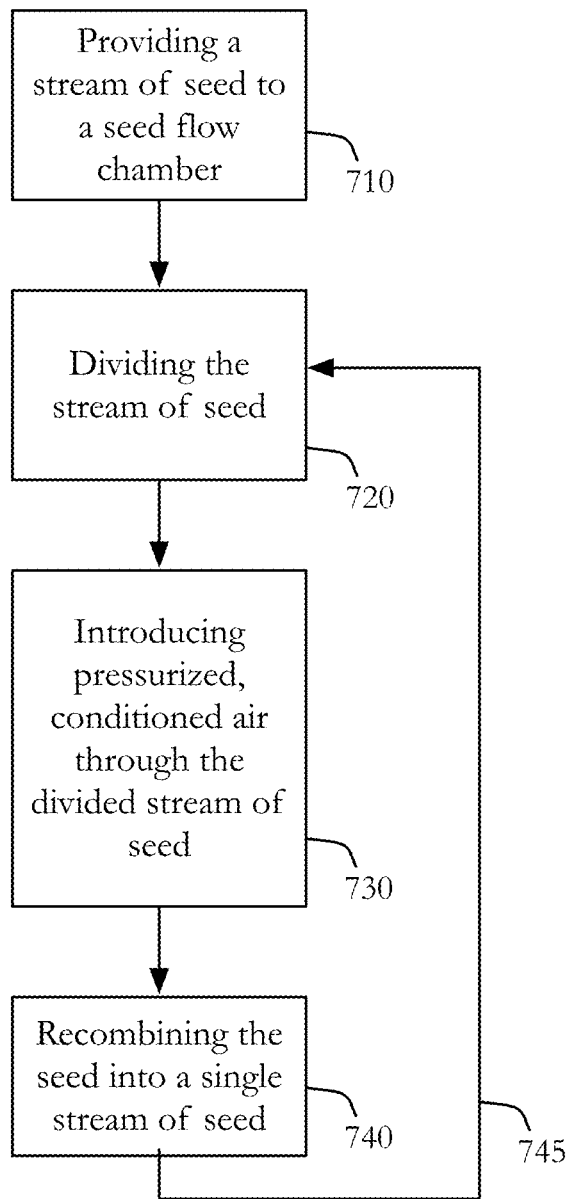 Providing a
stream of seed to
a seed flow
chamber
710
Dividing the
stream of seed
720
Introducing
pressurized,
conditioned air
through the
divided stream of
seed
730
Recombining the
seed into a single
stream of seed
740
745